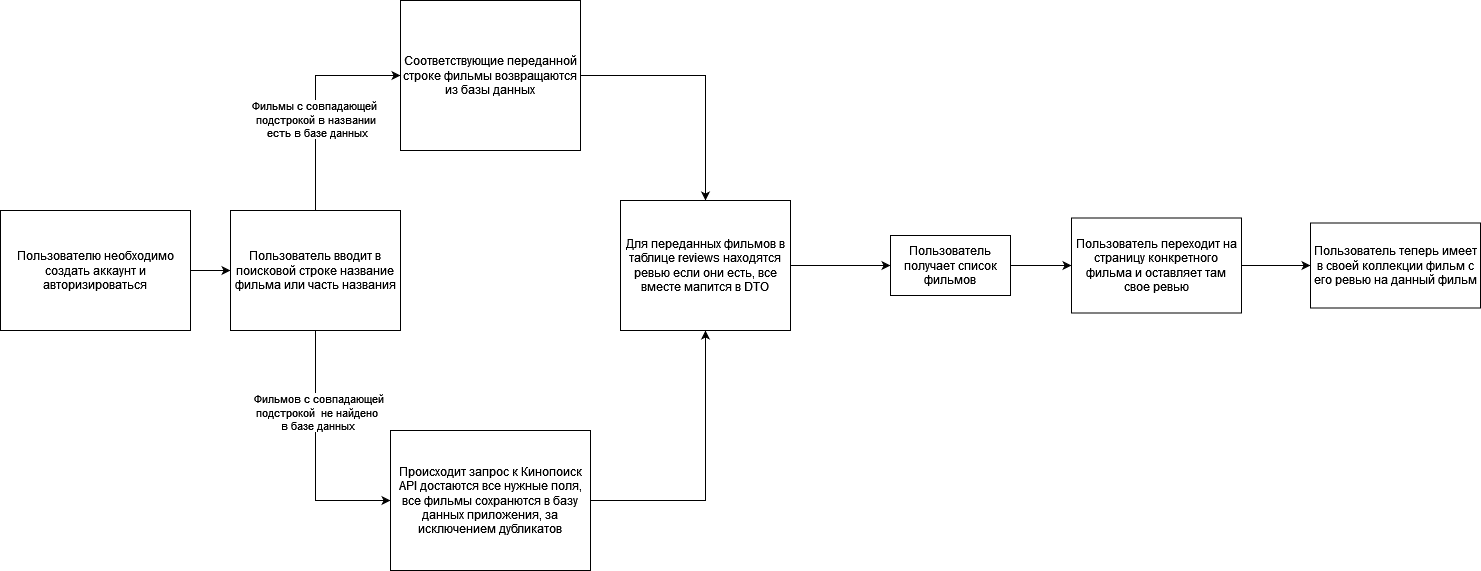 Соответствующие переданной
строке фильмы возвращаются
из базы данных
Фильмы с совпадающей
подстрокой в названии
есть в базе данных
Пользователю необходимо
создать аккаунт и
авторизироваться
Пользователь вводит в
поисковой строке название
фильма или часть названия
Для переданных фильмов в
таблице reviews находятся
ревью если они есть, все
вместе мапится в DTO
Пользователь
получает список
фильмов
Пользователь переходит на
страницу конкретного
фильма и оставляет там
свое ревью
Пользователь теперь имеет
в своей коллекции фильм с
его ревью на данный фильм
Фильмов с совпадающей
подстрокой не найдено
в базе данных
Происходит запрос к Кинопоиск
API достаются все нужные поля,
все фильмы сохранются в базу
данных приложения, за
исключением дубликатов